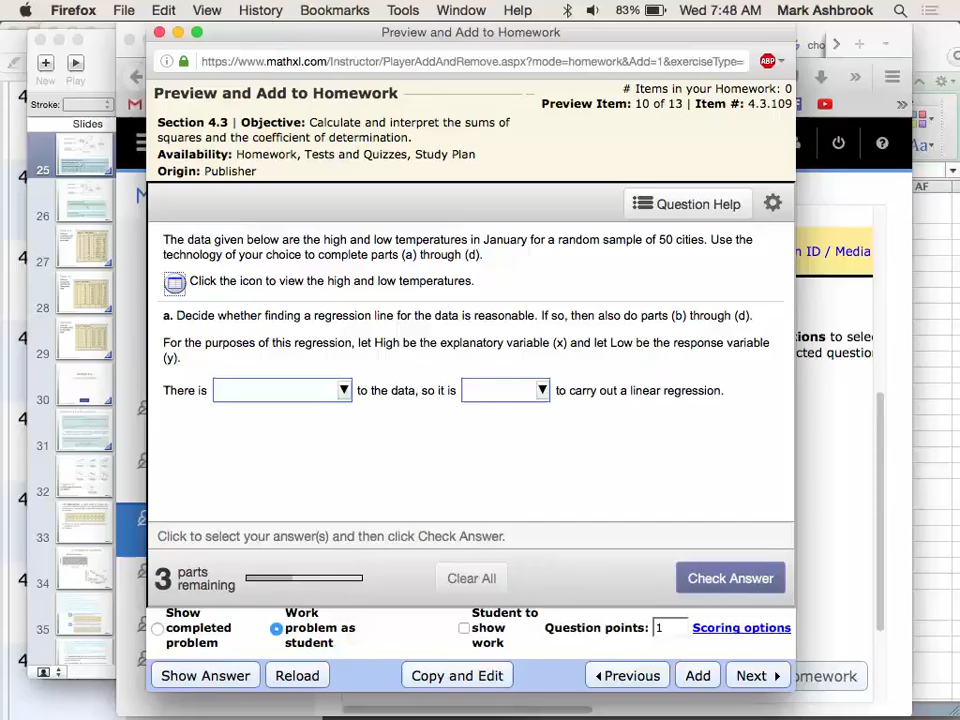 Firefox File Edit View History Bookmarks Tools Window Help 83% Wed 7:48 AM Mark Ashbrook
Preview and Add to Homework
https://www.mathxl.com/Instructor/PlayerAddAndRemove.aspx?mode=homework&Add=1&exerciseType=
ABP
Preview and Add to Homework
# Items in your Homework: 0
Preview Item: 10 of 13 | Item #: 4.3.109
Section 4.3 | Objective: Calculate and interpret the sums of
squares and the coefficient of determination.
Availability: Homework, Tests and Quizzes, Study Plan
Origin: Publisher
Question Help
The data given below are the high and low temperatures in January for a random sample of 50 cities. Use the
technology of your choice to complete parts (a) through (d).
Click the icon to view the high and low temperatures.
a. Decide whether finding a regression line for the data is reasonable. If so, then also do parts (b) through (d).
For the purposes of this regression, let High be the explanatory variable (x) and let Low be the response variable
(y).
There is to the data, so it is to carry out a linear regression.
Click to select your answer(s) and then click Check Answer.
3 parts
remaining
Clear All
Check Answer
Show
completed
problem
Work
problem as
student
Student to
show
work
Question points: 1
Scoring options
Show Answer
Reload
Copy and Edit
Previous
Add
Next
New
Play
Stroke:
Slides
25
26
27
28
29
30
31
32
33
34
35
cho
n ID / Media
ions to selec
cted questio
omework
Aa
AF